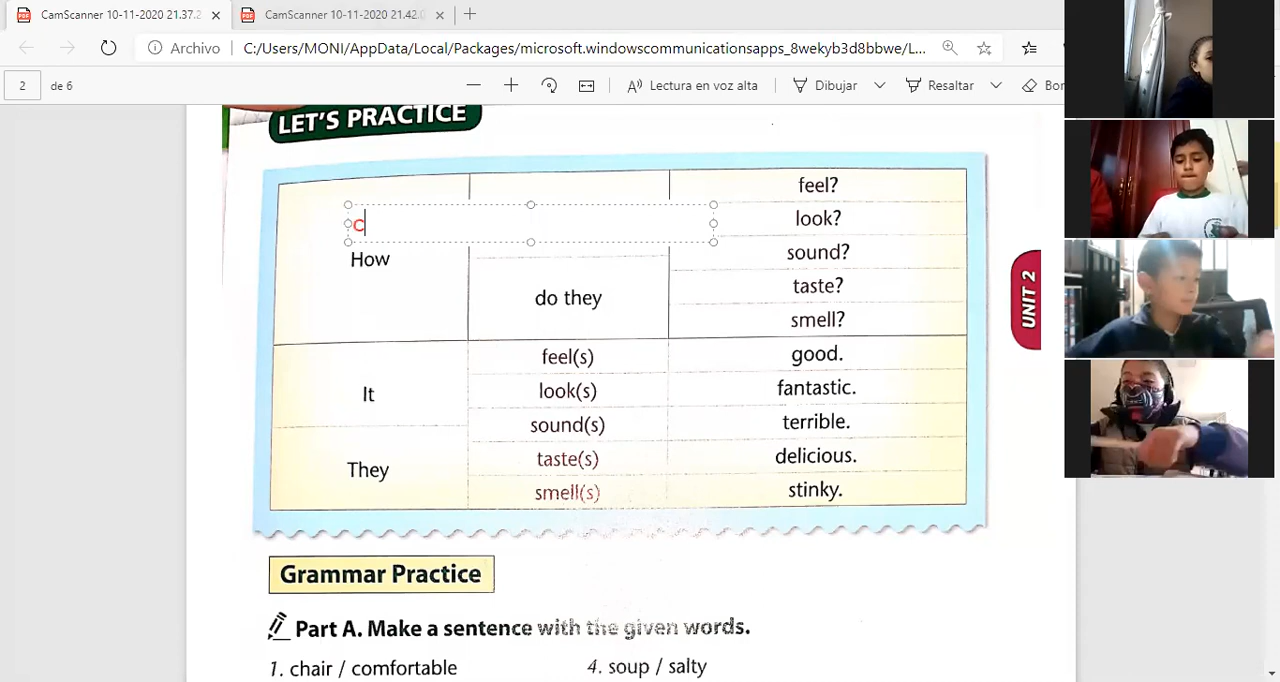 CamScanner 10-11-2020 21.37.2
CamScanner 10-11-2020 21.42.0
Archivo
C:/Users/MONI/AppData/Local/Packages/microsoft.windowscommunicationsapps_8wekyb3d8bbwe/L...
2 de 6
Lectura en voz alta
Dibujar
Resaltar
LET'S PRACTICE
feel?
c
look?
How
sound?
do they
taste?
smell?
It
feel(s)
good.
look(s)
fantastic.
sound(s)
terrible.
They
taste(s)
delicious.
smell(s)
stinky.
UNIT 2
Grammar Practice
Part A. Make a sentence with the given words.
1. chair / comfortable
4. soup / salty